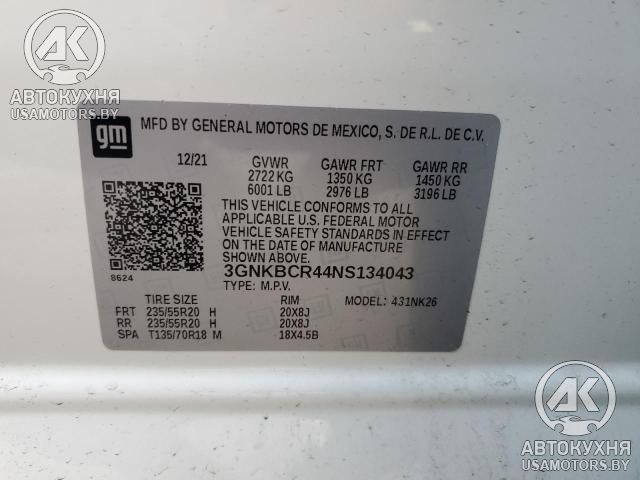 AK
АВТОКУХНЯ
USAMOTORS.BY
gm
MFD BY GENERAL MOTORS DE MEXICO, S. DE R.L. DE C.V.
12/21 GVWR GAWR FRT GAWR RR
2722 KG 1350 KG 1450 KG
6001 LB 2976 LB 3196 LB
THIS VEHICLE CONFORMS TO ALL
APPLICABLE U.S. FEDERAL MOTOR
VEHICLE SAFETY STANDARDS IN EFFECT
ON THE DATE OF MANUFACTURE
SHOWN ABOVE.
8624
3GNKBCR44NS134043
TYPE: M.P.V. MODEL: 431NK26
TIRE SIZE RIM
FRT 235/55R20 H 20X8J
RR 235/55R20 H 20X8J
SPA T135/70R18 M 18X4.5B
AK
АВТОКУХНЯ
USAMOTORS.BY